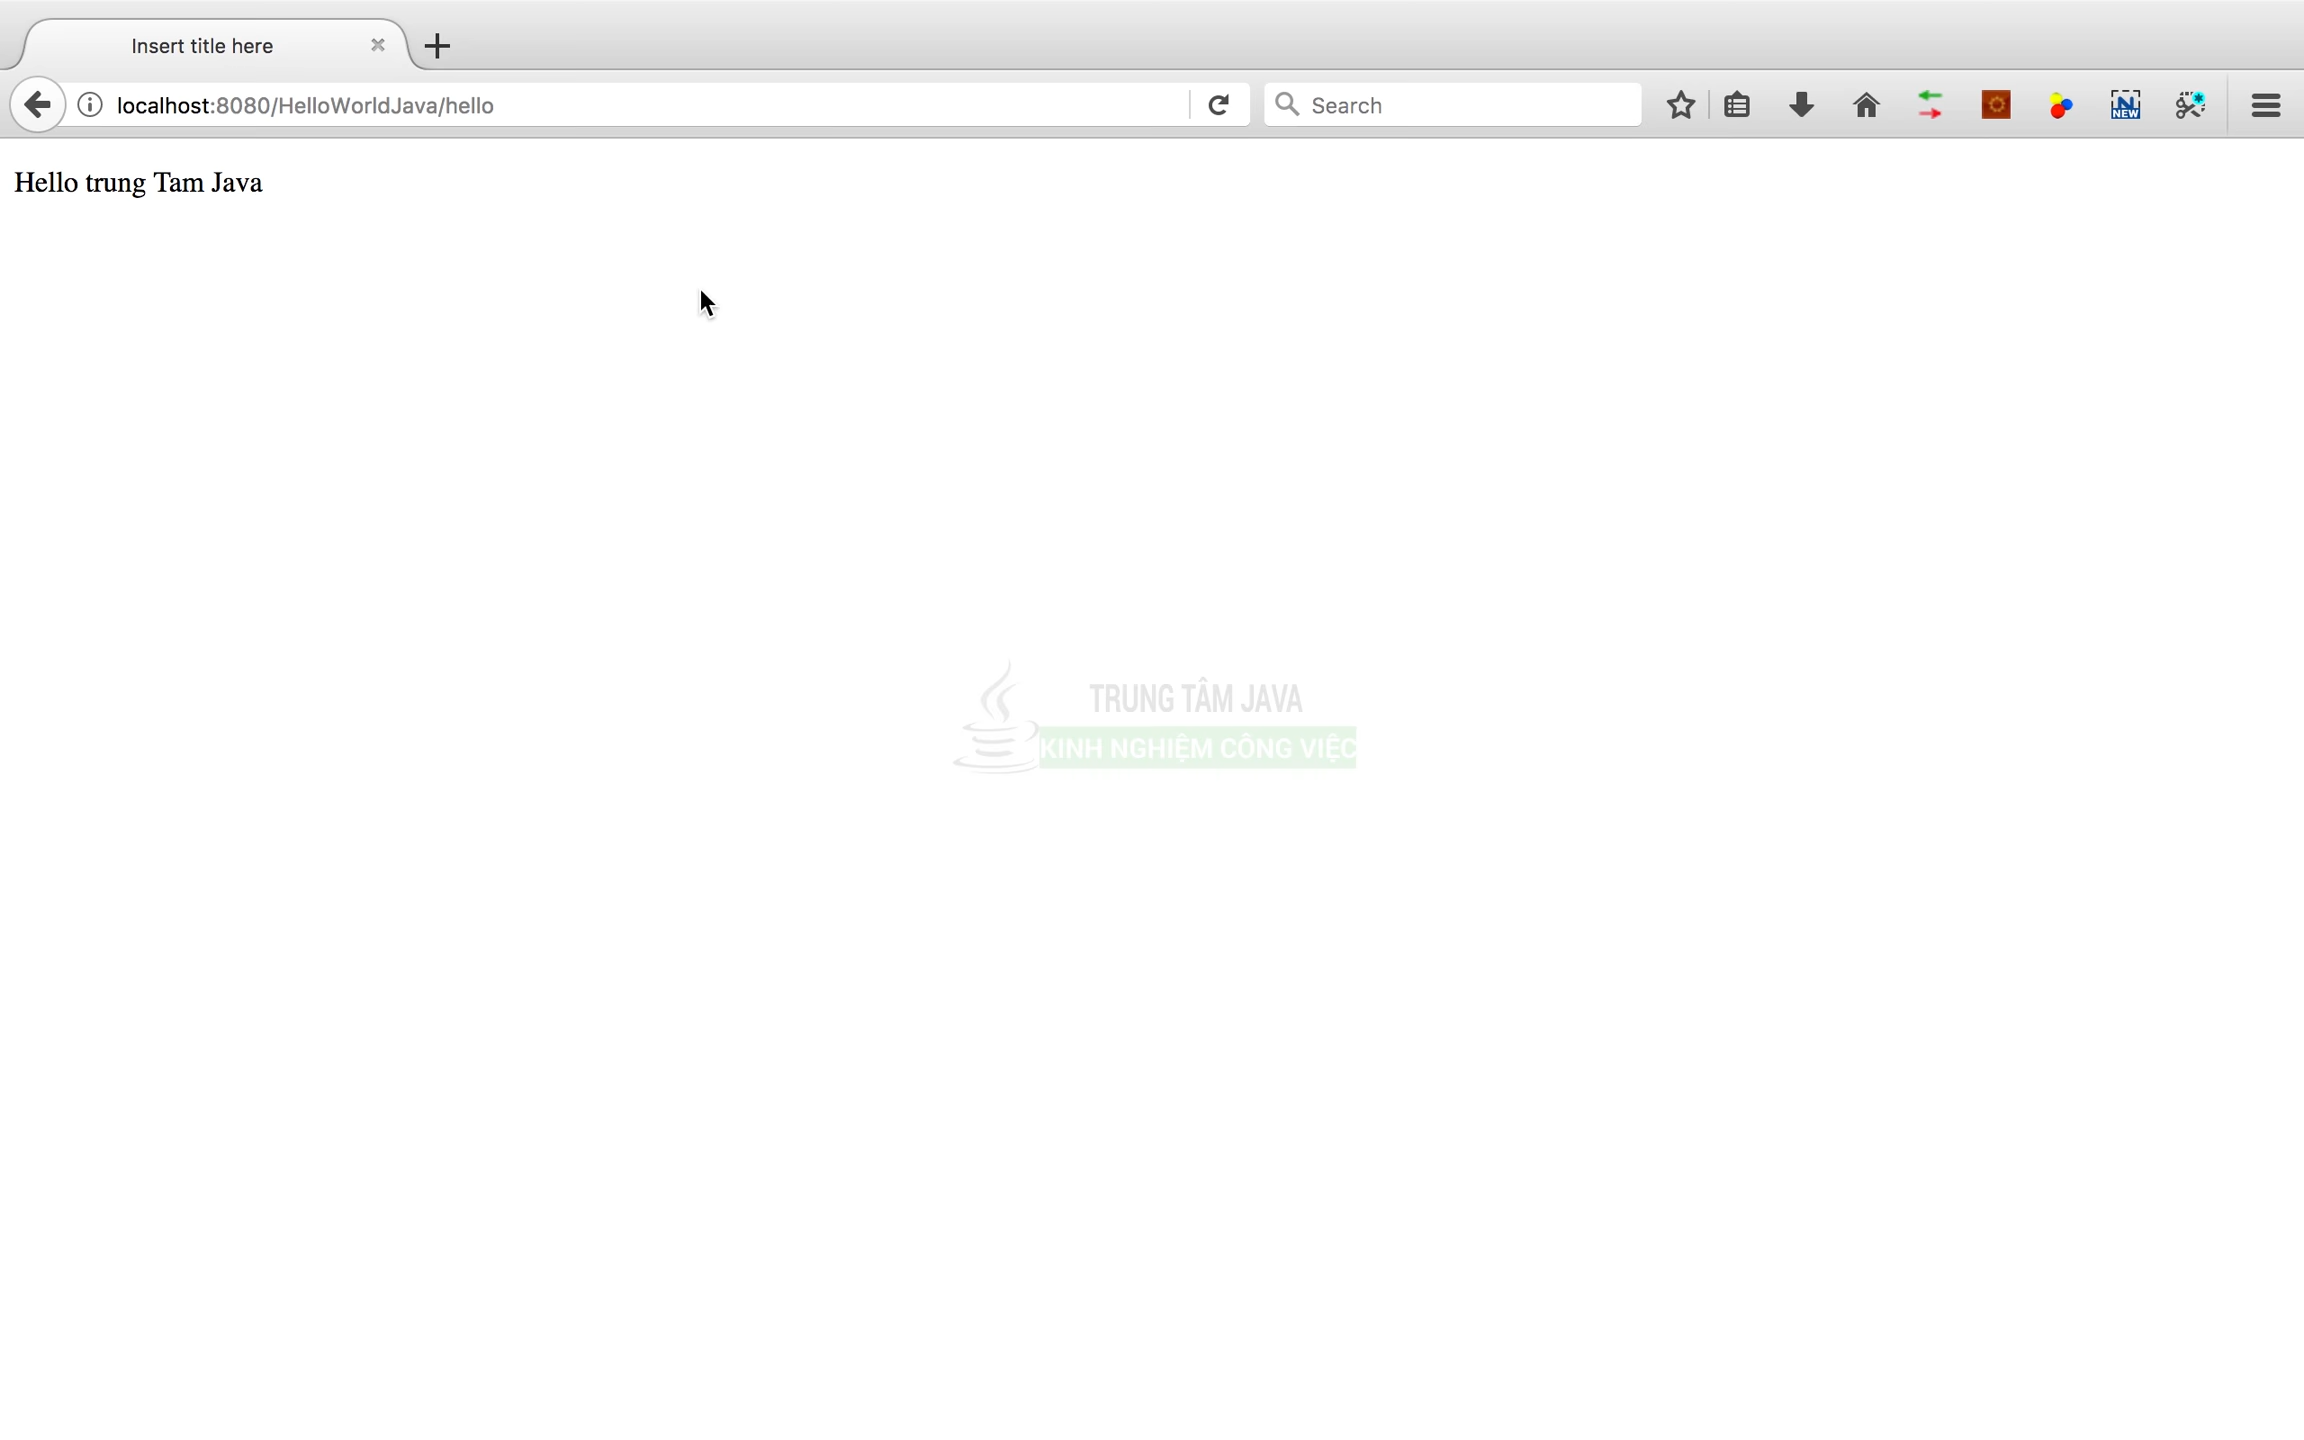 Insert title here
localhost:8080/HelloWorldJava/hello
Search
NEW
Hello trung Tam Java
TRUNG TÂM JAVA
KINH NGHIỆM CÔNG VIỆC